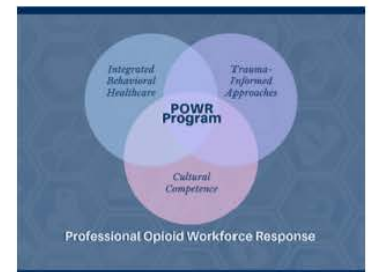 Integrated
Behavioral
Healthcare
Trauma-
Informed
Approaches
POWR
Program
Cultural
Competence
Professional Opioid Workforce Response